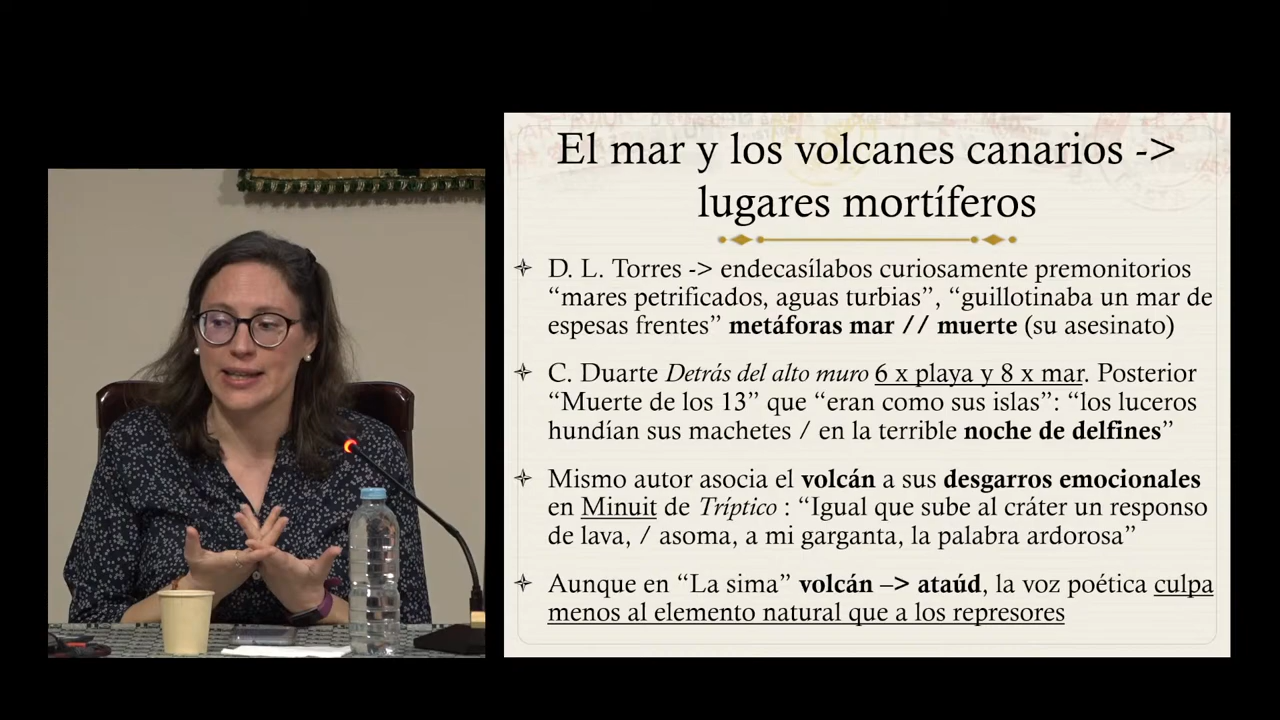 El mar y los volcanes canarios ->
lugares mortíferos
D. L. Torres -> endecasílabos curiosamente premonitorios
“mares petrificados, aguas turbias”, “guillotinaba un mar de
espesas frentes” metáforas mar // muerte (su asesinato)
C. Duarte Detrás del alto muro 6 x playa y 8 x mar. Posterior
“Muerte de los 13” que “eran como sus islas”: “los luceros
hundían sus machetes / en la terrible noche de delfines”
Mismo autor asocia el volcán a sus desgarros emocionales
en Minuit de Tríptico : “Igual que sube al cráter un responso
de lava, / asoma, a mi garganta, la palabra ardorosa”
Aunque en “La sima” volcán –> ataúd, la voz poética culpa
menos al elemento natural que a los represores